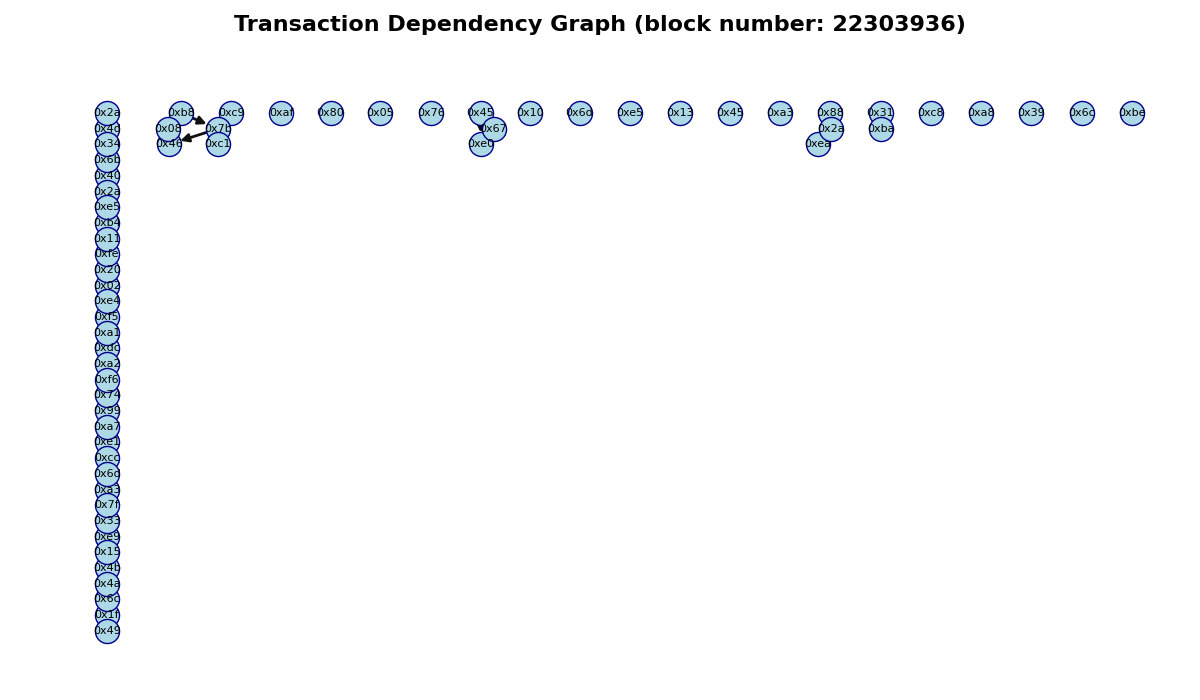 Transaction Dependency Graph (block number: 22303936)
0x2a 0xb8 0xc9 0xaf 0x80 0x05 0x76 0x45 0x10 0x6d 0xe5 0x13 0x45 0xa3 0x88 0x31 0xc8 0xa8 0x39 0x6c 0xbe
0x4d 0x08 0x7b 0x67 0x2a 0xba
0x34 0x46 0xc1 0xe0 0xea
0x6b
0x40
0x2a
0xe5
0xb4
0x11
0xfe
0x20
0x02
0xe4
0xf5
0xa1
0xdc
0xa2
0xf6
0x74
0x99
0xa7
0xe1
0xcc
0x6d
0xa3
0x7f
0x33
0xe9
0x15
0x4b
0x4a
0x6c
0x1f
0x49